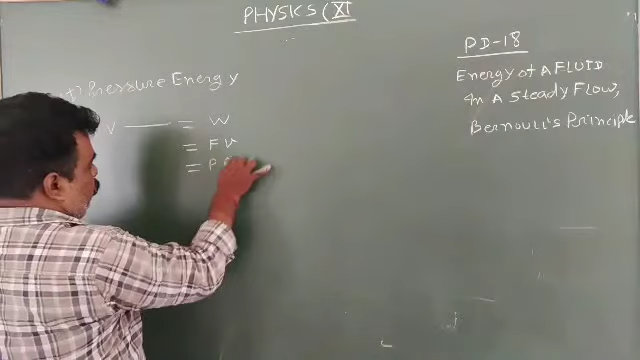 PHYSICS (XI
PD-18
Energy of A FLUID
In A Steady Flow,
Bernoulli's Principle
Pressure Energy
V —— = W
= F V
= P